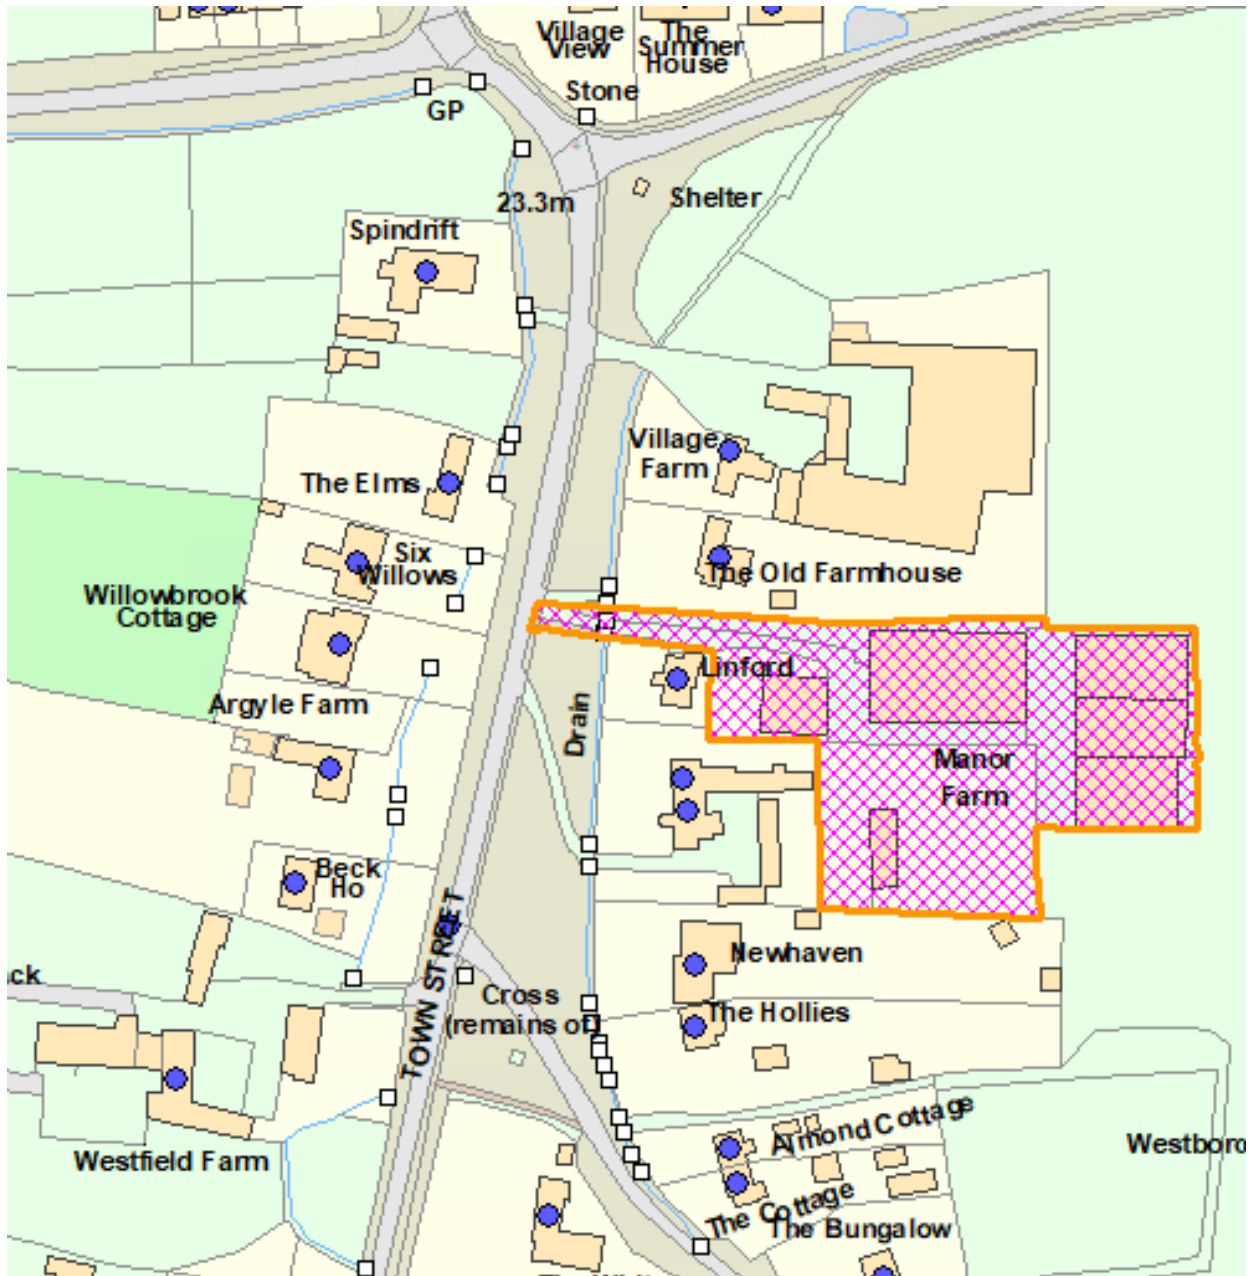 Village
View
The
Summer
House
Stone
GP
23.3m
Shelter
Spindrift
Village
Farm
The Elms
Six
Willows
The Old Farmhouse
Willowbrook
Cottage
Linford
Argyle Farm
Drain
Manor
Farm
Beck
Ho
TOWN STREET
Newhaven
ck
Cross
(remains of)
The Hollies
Almond Cottage
Westboro
Westfield Farm
The Cottage
The Bungalow